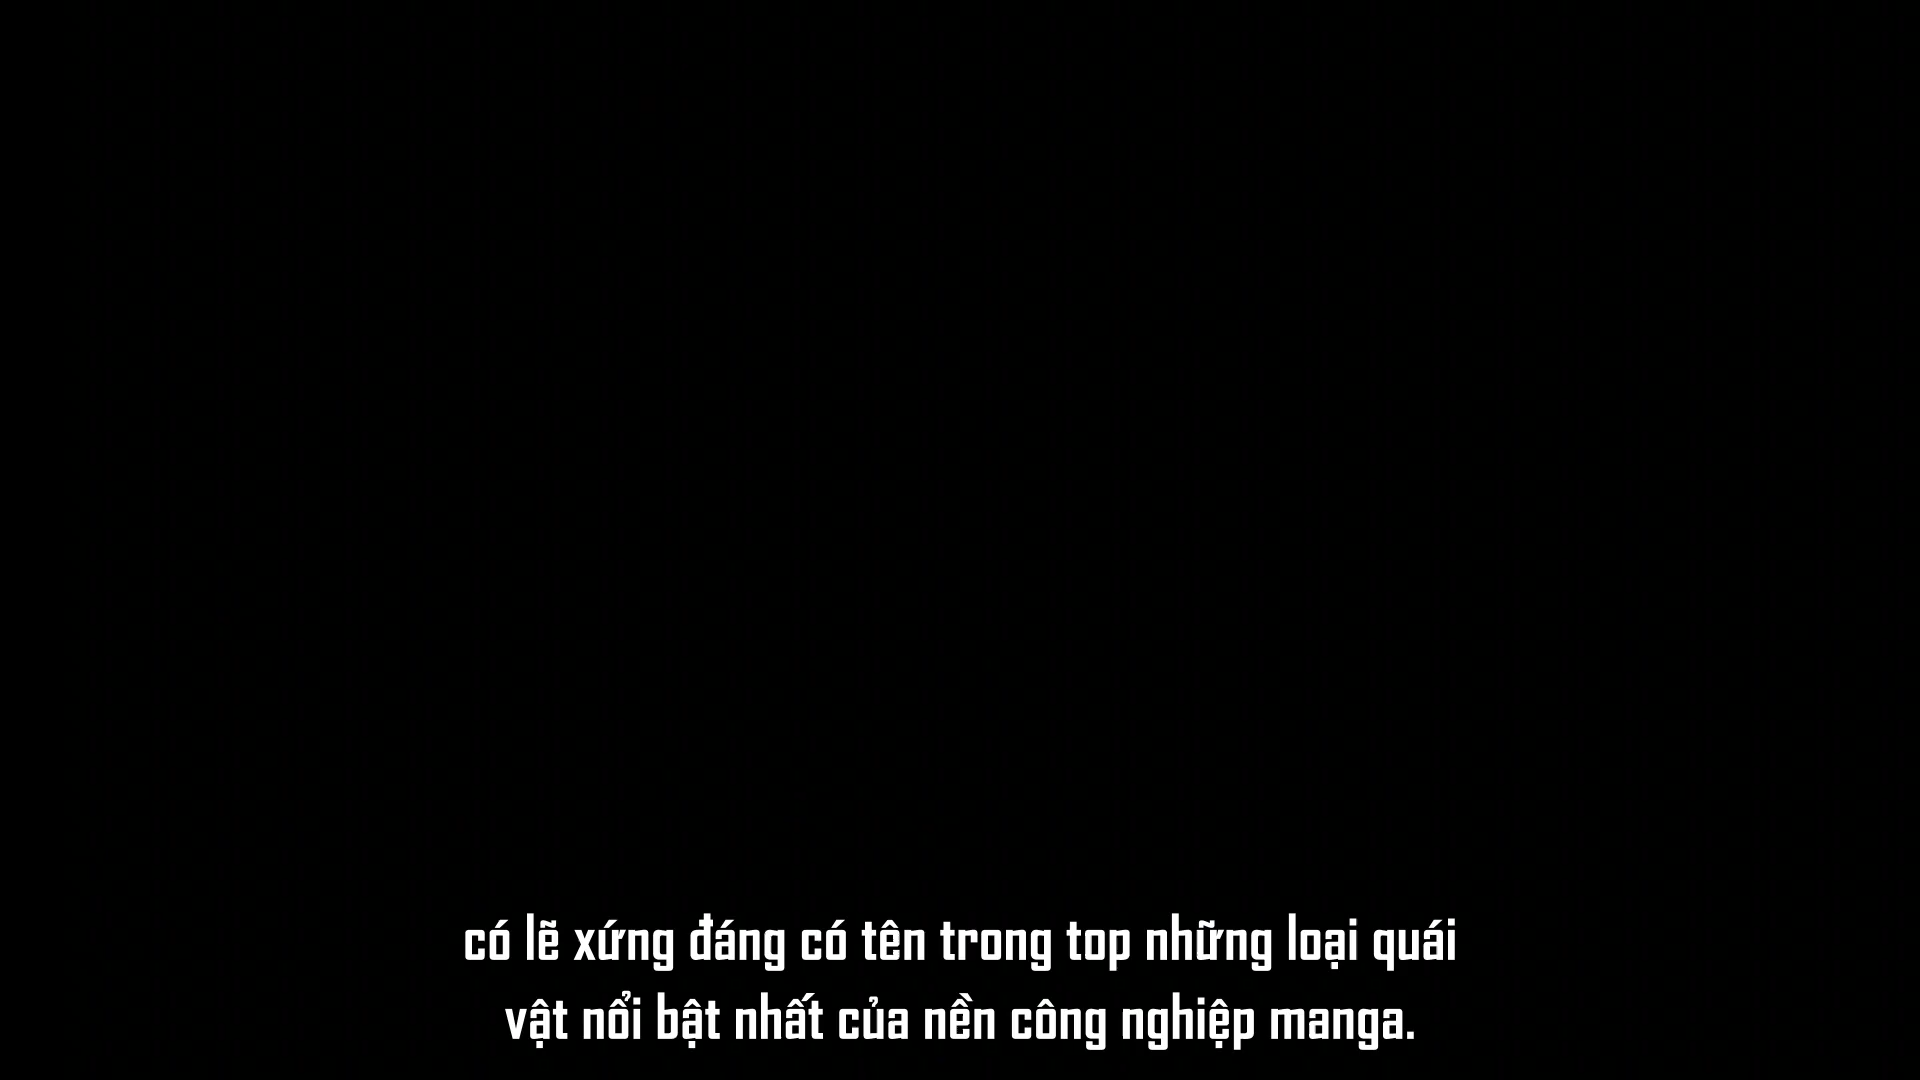 có lẽ xứng đáng có tên trong top những loại quái
vật nổi bật nhất của nền công nghiệp manga.